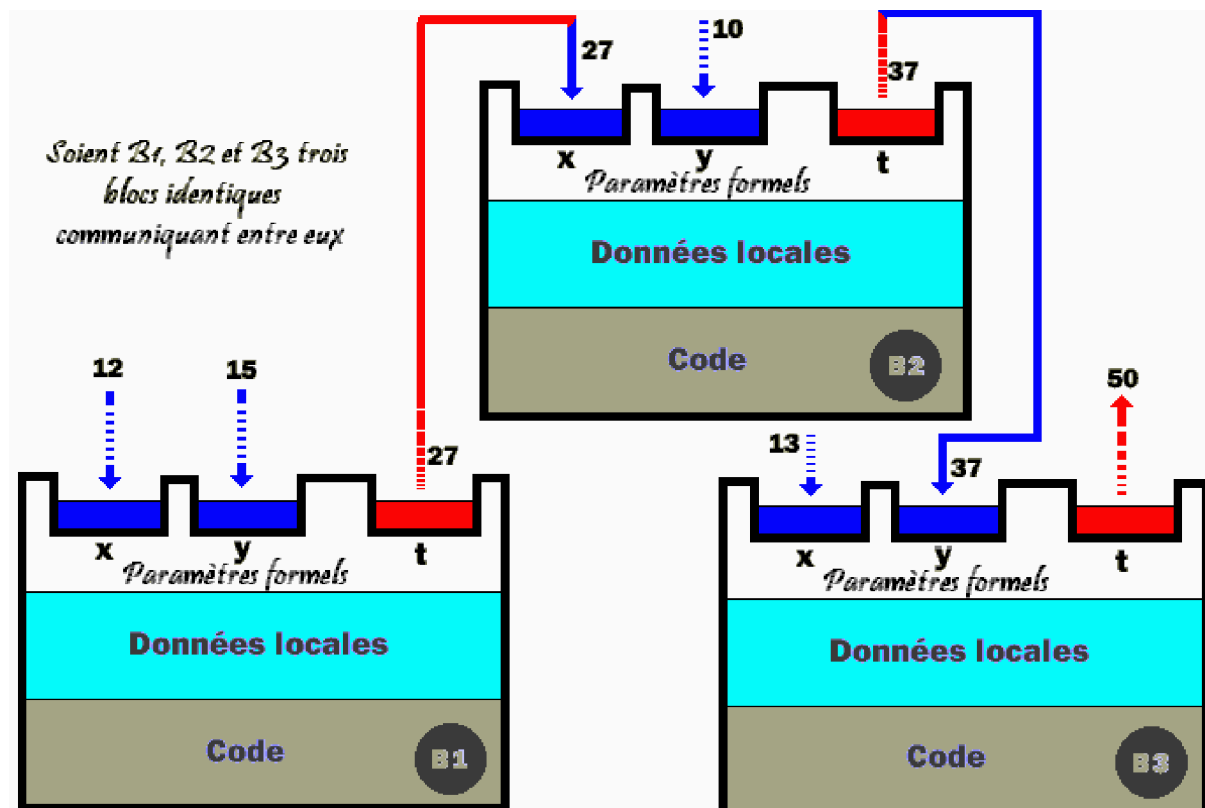 Soient B1, B2 et B3 trois
blocs identiques
communiquant entre eux
27
10
37
x
y
t
Paramètres formels
Données locales
Code
B2
12
15
27
x
y
t
Paramètres formels
Données locales
Code
B1
13
37
50
x
y
t
Paramètres formels
Données locales
Code
B3